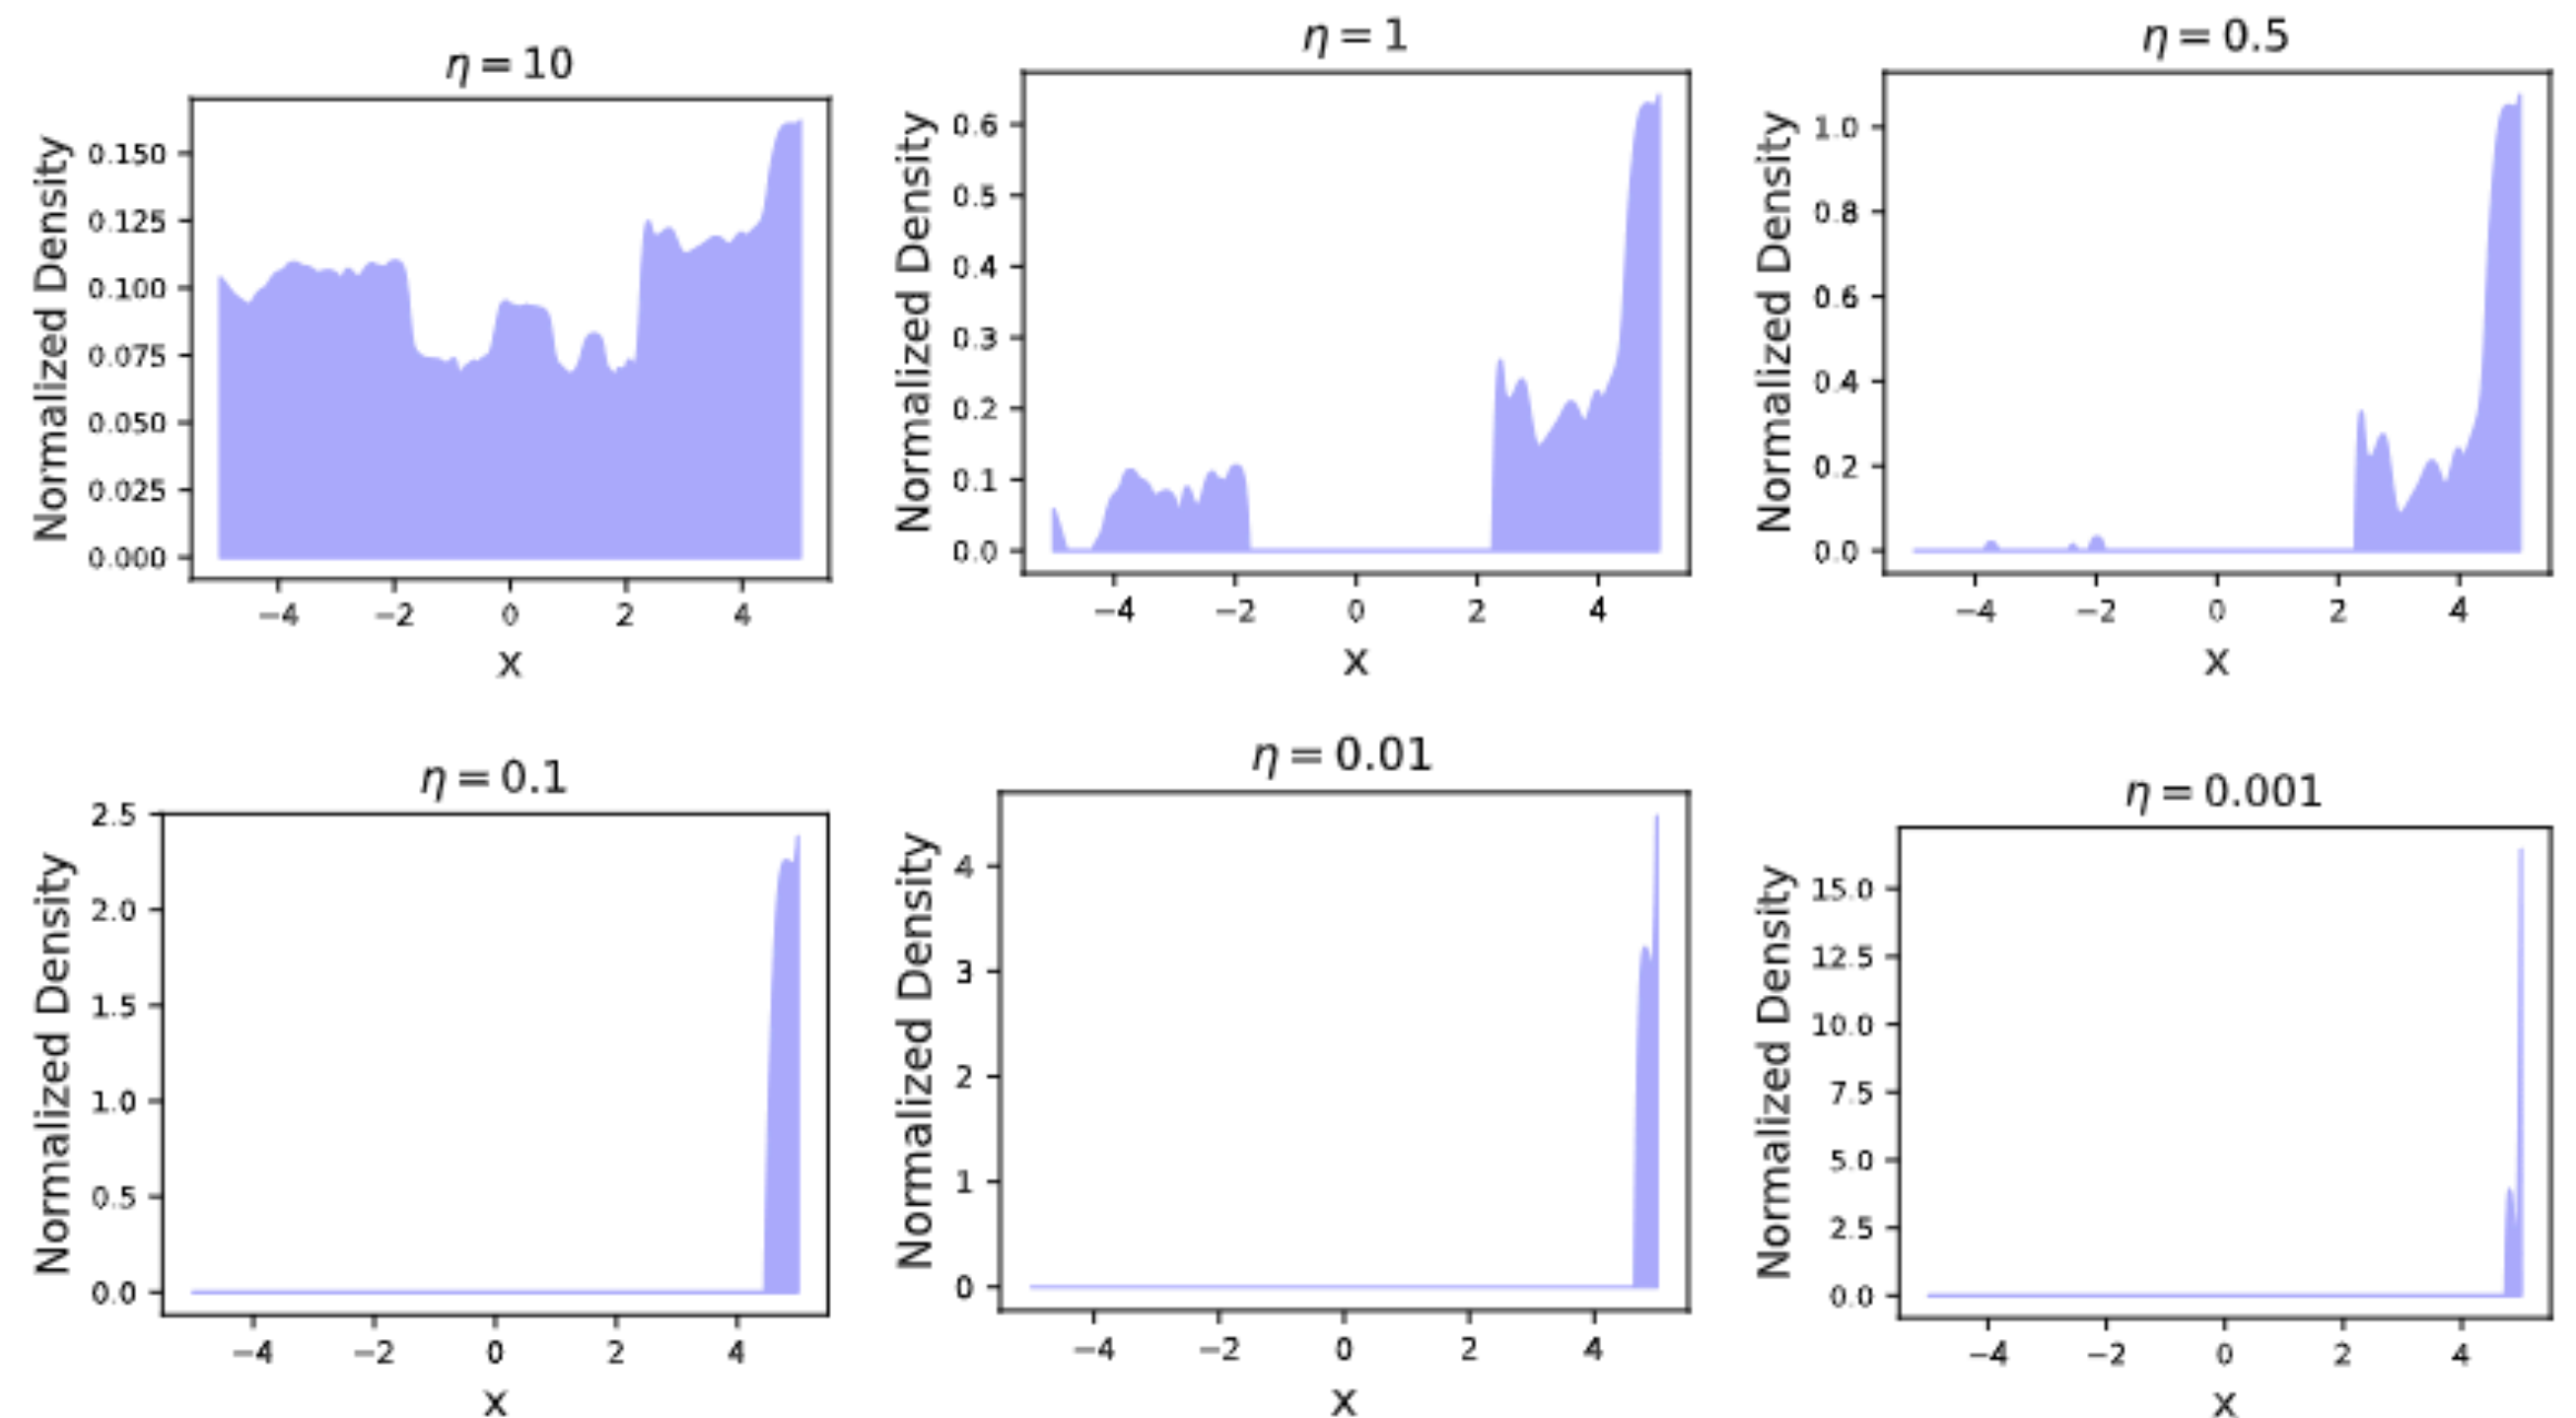 η = 10
Normalized Density
0.150
0.125
0.100
0.075
0.050
0.025
0.000
−4 −2 0 2 4
x
η = 1
Normalized Density
0.6
0.5
0.4
0.3
0.2
0.1
0.0
−4 −2 0 2 4
x
η = 0.5
Normalized Density
1.0
0.8
0.6
0.4
0.2
0.0
−4 −2 0 2 4
x
η = 0.1
Normalized Density
2.5
2.0
1.5
1.0
0.5
0.0
−4 −2 0 2 4
x
η = 0.01
Normalized Density
4
3
2
1
0
−4 −2 0 2 4
x
η = 0.001
Normalized Density
15.0
12.5
10.0
7.5
5.0
2.5
0.0
−4 −2 0 2 4
x